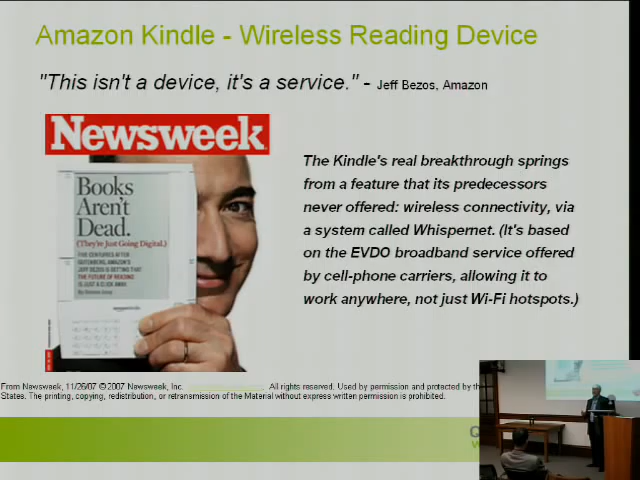 Amazon Kindle - Wireless Reading Device
"This isn't a device, it's a service." - Jeff Bezos, Amazon
Newsweek
Books
Aren't
Dead.
(They're Just Going Digital.)
FIVE CENTURIES AFTER
GUTENBERG, AMAZON'S
JEFF BEZOS IS BETTING THAT
THE FUTURE OF READING
IS JUST A CLICK AWAY
The Kindle's real breakthrough springs
from a feature that its predecessors
never offered: wireless connectivity, via
a system called Whispernet. (It's based
on the EVDO broadband service offered
by cell-phone carriers, allowing it to
work anywhere, not just Wi-Fi hotspots.)
From Newsweek, 11/26/07 © 2007 Newsweek, Inc. All rights reserved. Used by permission and protected by the
States. The printing, copying, redistribution, or retransmission of the Material without express written permission is prohibited.